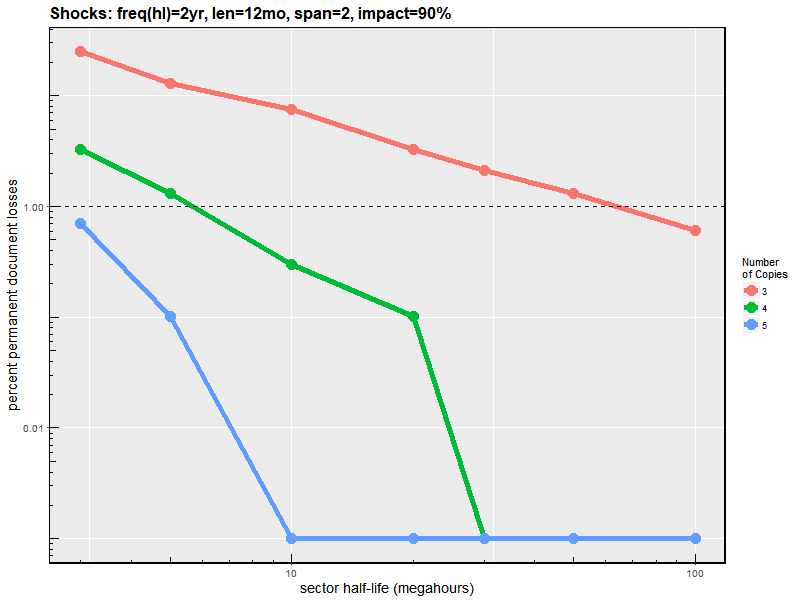 Shocks: freq(hl)=2yr, len=12mo, span=2, impact=90%
percent permanent document losses
1.00
0.01
10
100
sector half-life (megahours)
Number
of Copies
3
4
5